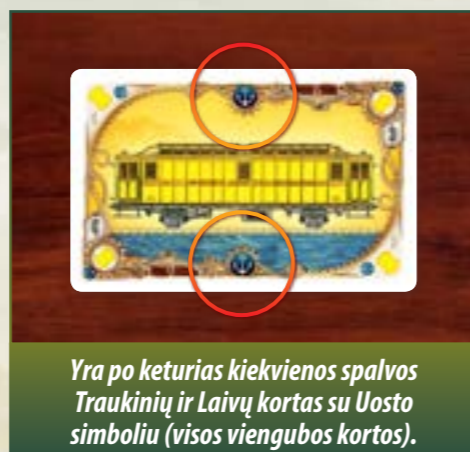 Yra po keturias kiekvienos spalvos
Traukinių ir Laivų kortas su Uosto
simboliu (visos viengubos kortos).